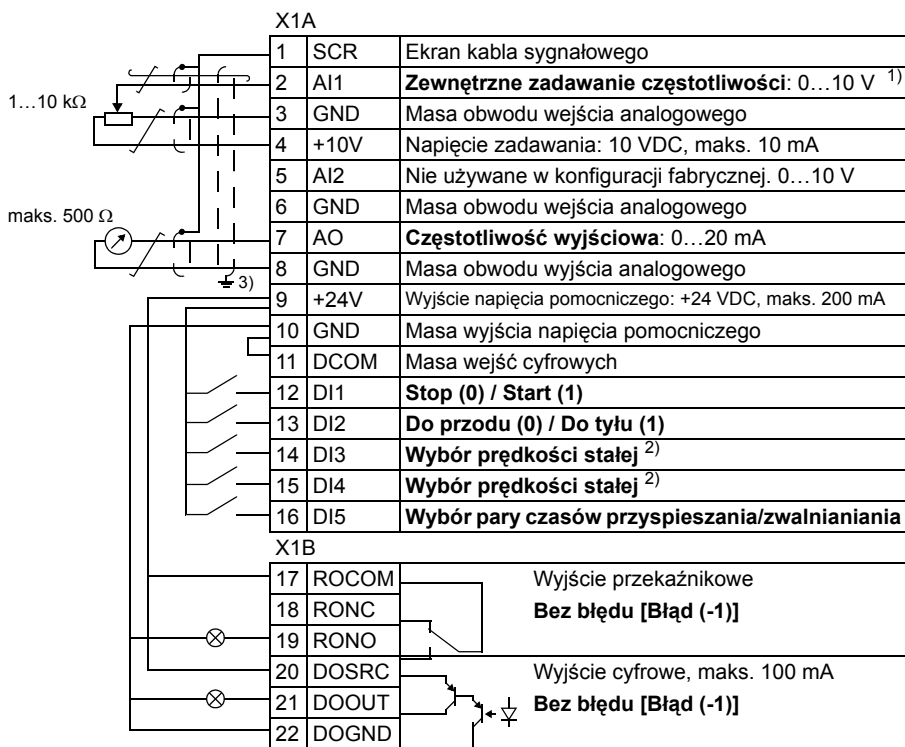 X1A
1 SCR Ekran kabla sygnałowego
2 AI1 Zewnętrzne zadawanie częstotliwości: 0…10 V 1)
1…10 kΩ
3 GND Masa obwodu wejścia analogowego
4 +10V Napięcie zadawania: 10 VDC, maks. 10 mA
5 AI2 Nie używane w konfiguracji fabrycznej. 0…10 V
6 GND Masa obwodu wejścia analogowego
maks. 500 Ω
7 AO Częstotliwość wyjściowa: 0…20 mA
8 GND Masa obwodu wyjścia analogowego
3)
9 +24V Wyjście napięcia pomocniczego: +24 VDC, maks. 200 mA
10 GND Masa wyjścia napięcia pomocniczego
11 DCOM Masa wejść cyfrowych
12 DI1 Stop (0) / Start (1)
13 DI2 Do przodu (0) / Do tyłu (1)
14 DI3 Wybór prędkości stałej 2)
15 DI4 Wybór prędkości stałej 2)
16 DI5 Wybór pary czasów przyspieszania/zwalnianiania
X1B
17 ROCOM Wyjście przekaźnikowe
18 RONC Bez błędu [Błąd (-1)]
19 RONO
20 DOSRC Wyjście cyfrowe, maks. 100 mA
21 DOOUT Bez błędu [Błąd (-1)]
22 DOGND